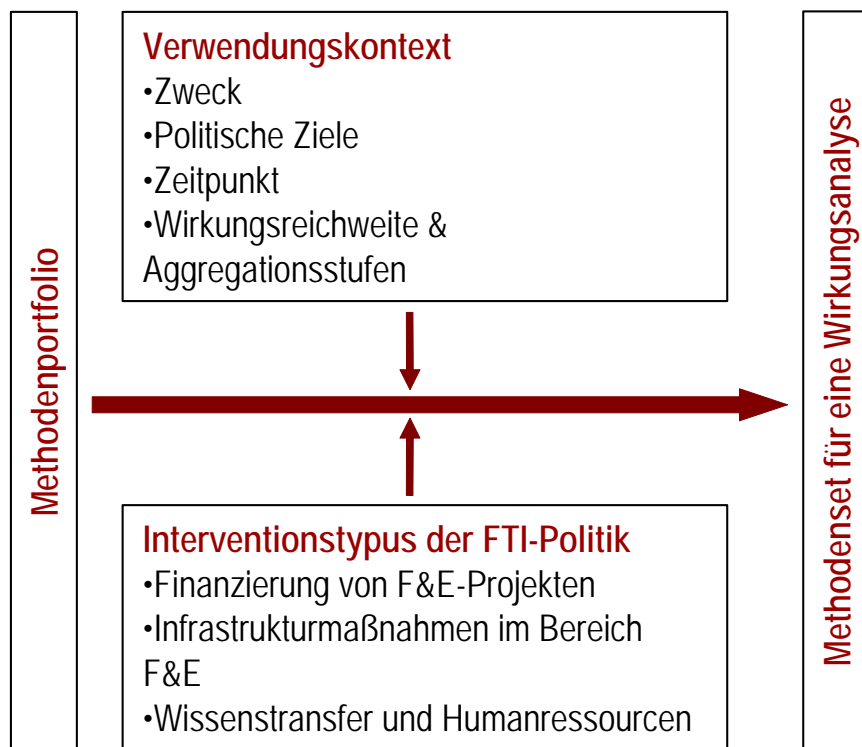 Methodenportfolio
Verwendungskontext
•Zweck
•Politische Ziele
•Zeitpunkt
•Wirkungsreichweite &
Aggregationsstufen
Interventionstypus der FTI-Politik
•Finanzierung von F&E-Projekten
•Infrastrukturmaßnahmen im Bereich
F&E
•Wissenstransfer und Humanressourcen
Methodenset für eine Wirkungsanalyse